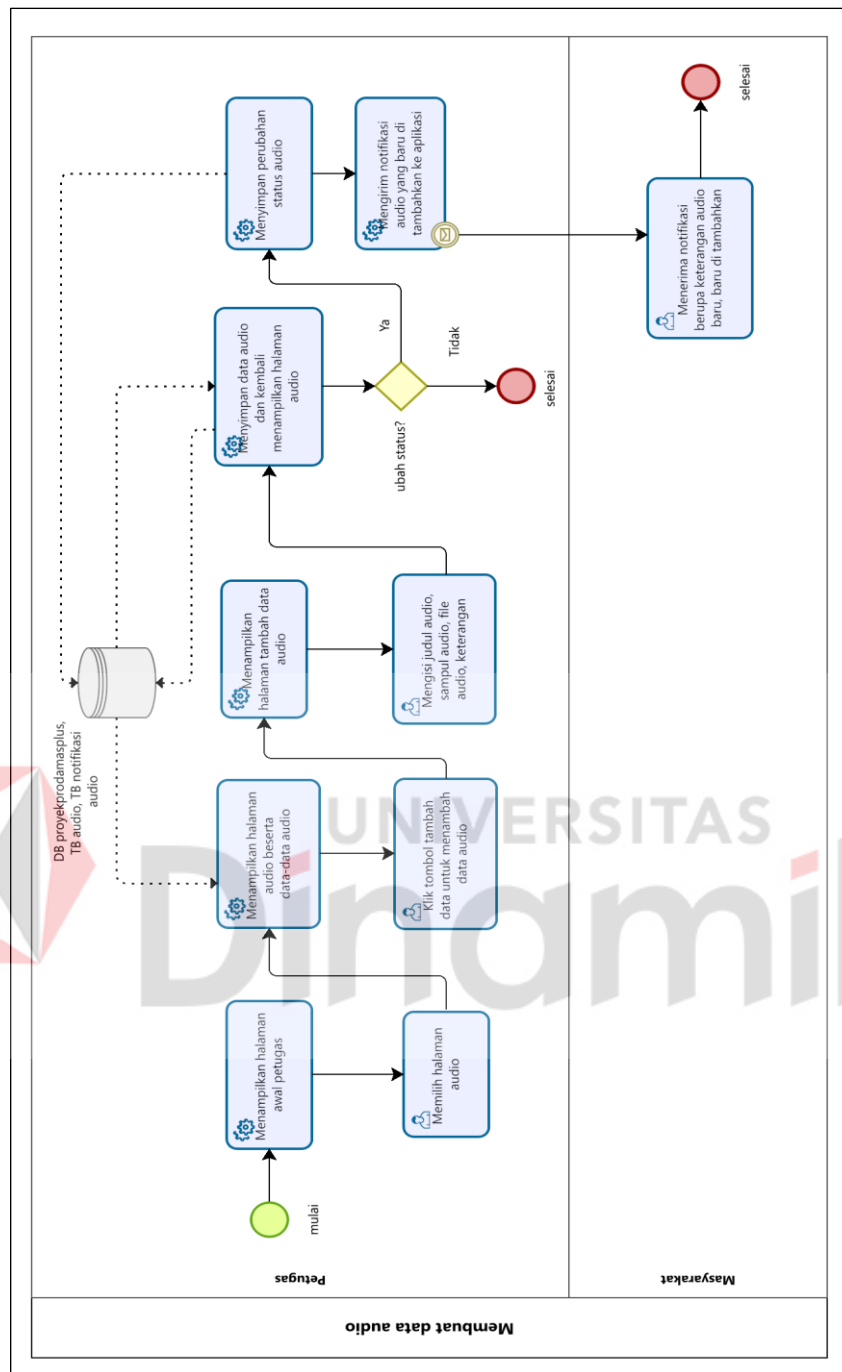 Membuat data audio
Petugas
Masyarakat
mulai
Menampilkan halaman
awal petugas
Memilih halaman
audio
Menampilkan halaman
audio beserta
data-data audio
Klik tombol tambah
data untuk menambah
data audio
Menampilkan
halaman tambah data
audio
Mengisi judul audio,
sampul audio, file
audio, keterangan
DB proyekprodamasplus,
TB audio, TB notifikasi
audio
Menyimpan data audio
dan kembali
menampilkan halaman
audio
ubah status?
Ya
Tidak
selesai
Menyimpan perubahan
status audio
Mengirim notifikasi
audio yang baru di
tambahkan ke aplikasi
Menerima notifikasi
berupa keterangan audio
baru, baru di tambahkan
selesai
UNIVERSITAS
Dinami